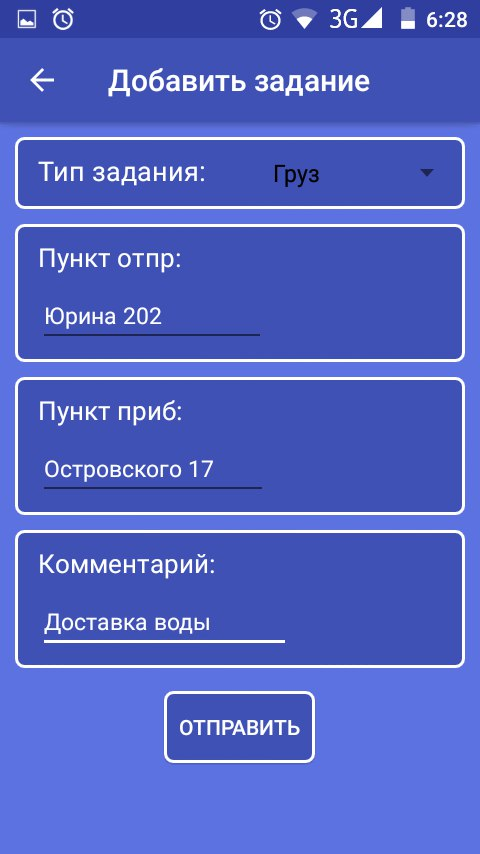 3G 6:28
Добавить задание
Тип задания: Груз
Пункт отпр:
Юрина 202
Пункт приб:
Островского 17
Комментарий:
Доставка воды
ОТПРАВИТЬ